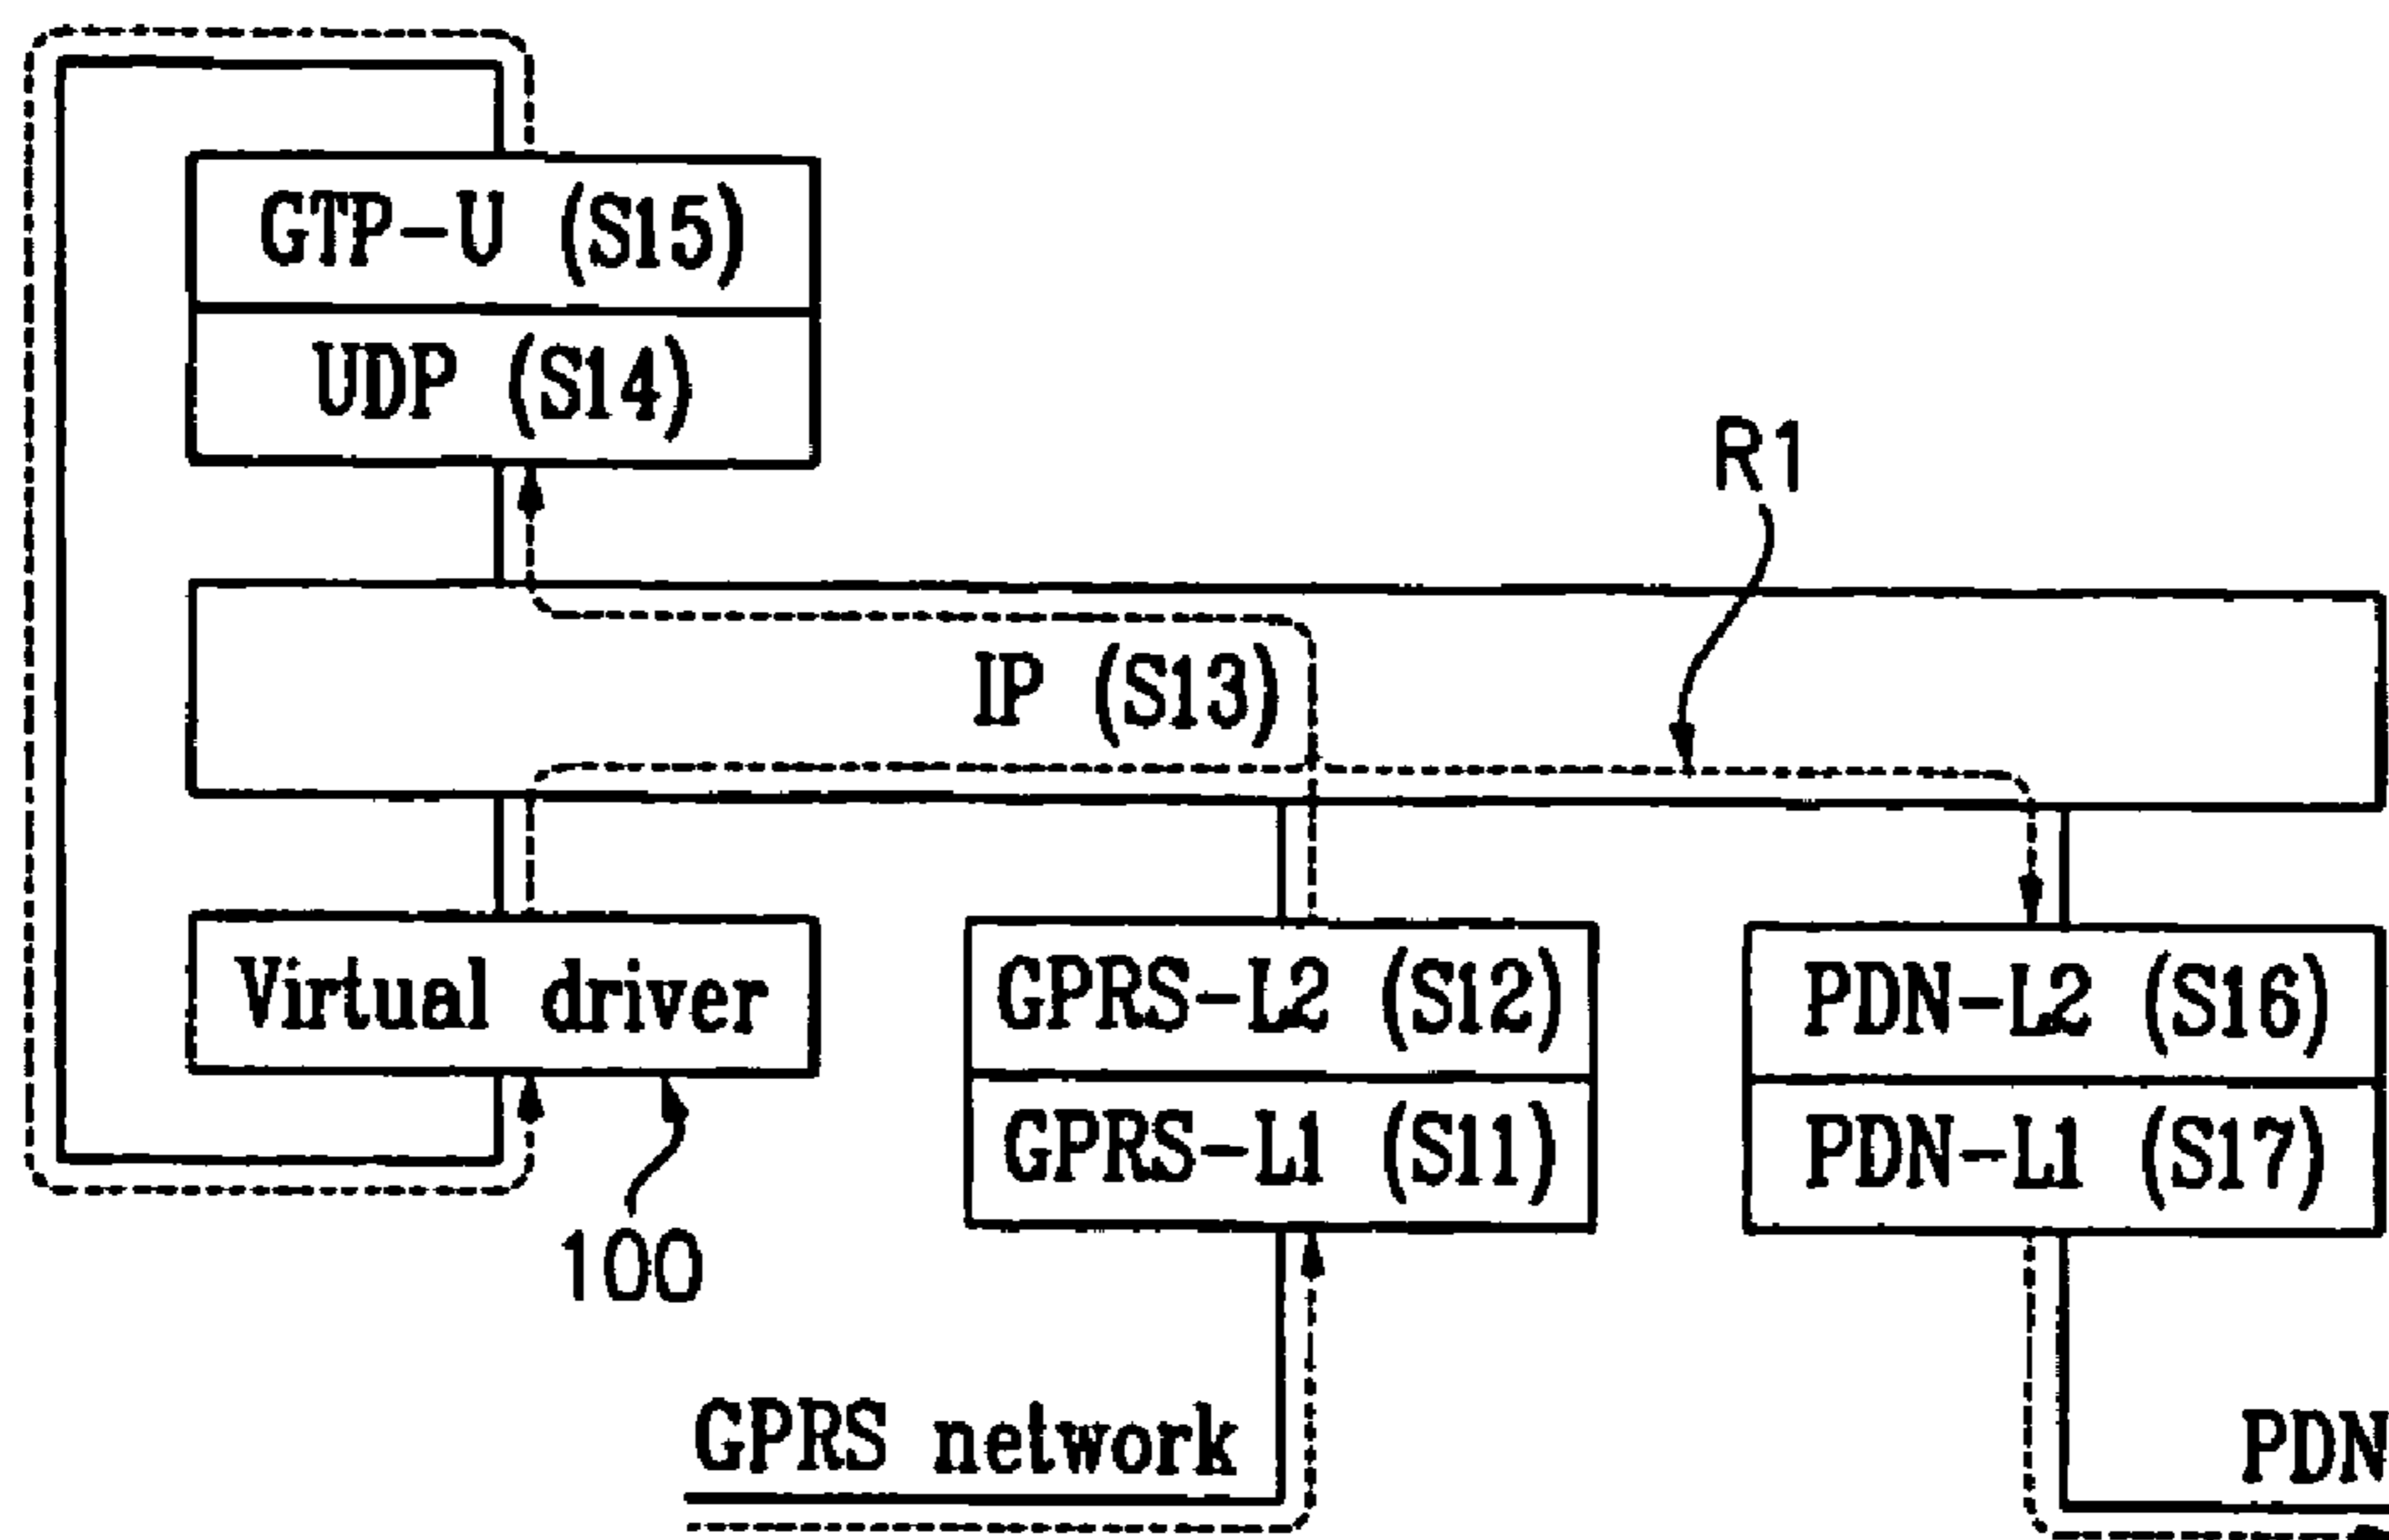 GTP-U (S15)
UDP (S14)
R1
IP (S13)
Virtual driver
GPRS-L2 (S12)
PDN-L2 (S16)
GPRS-L1 (S11)
PDN-L1 (S17)
100
GPRS network
PDN